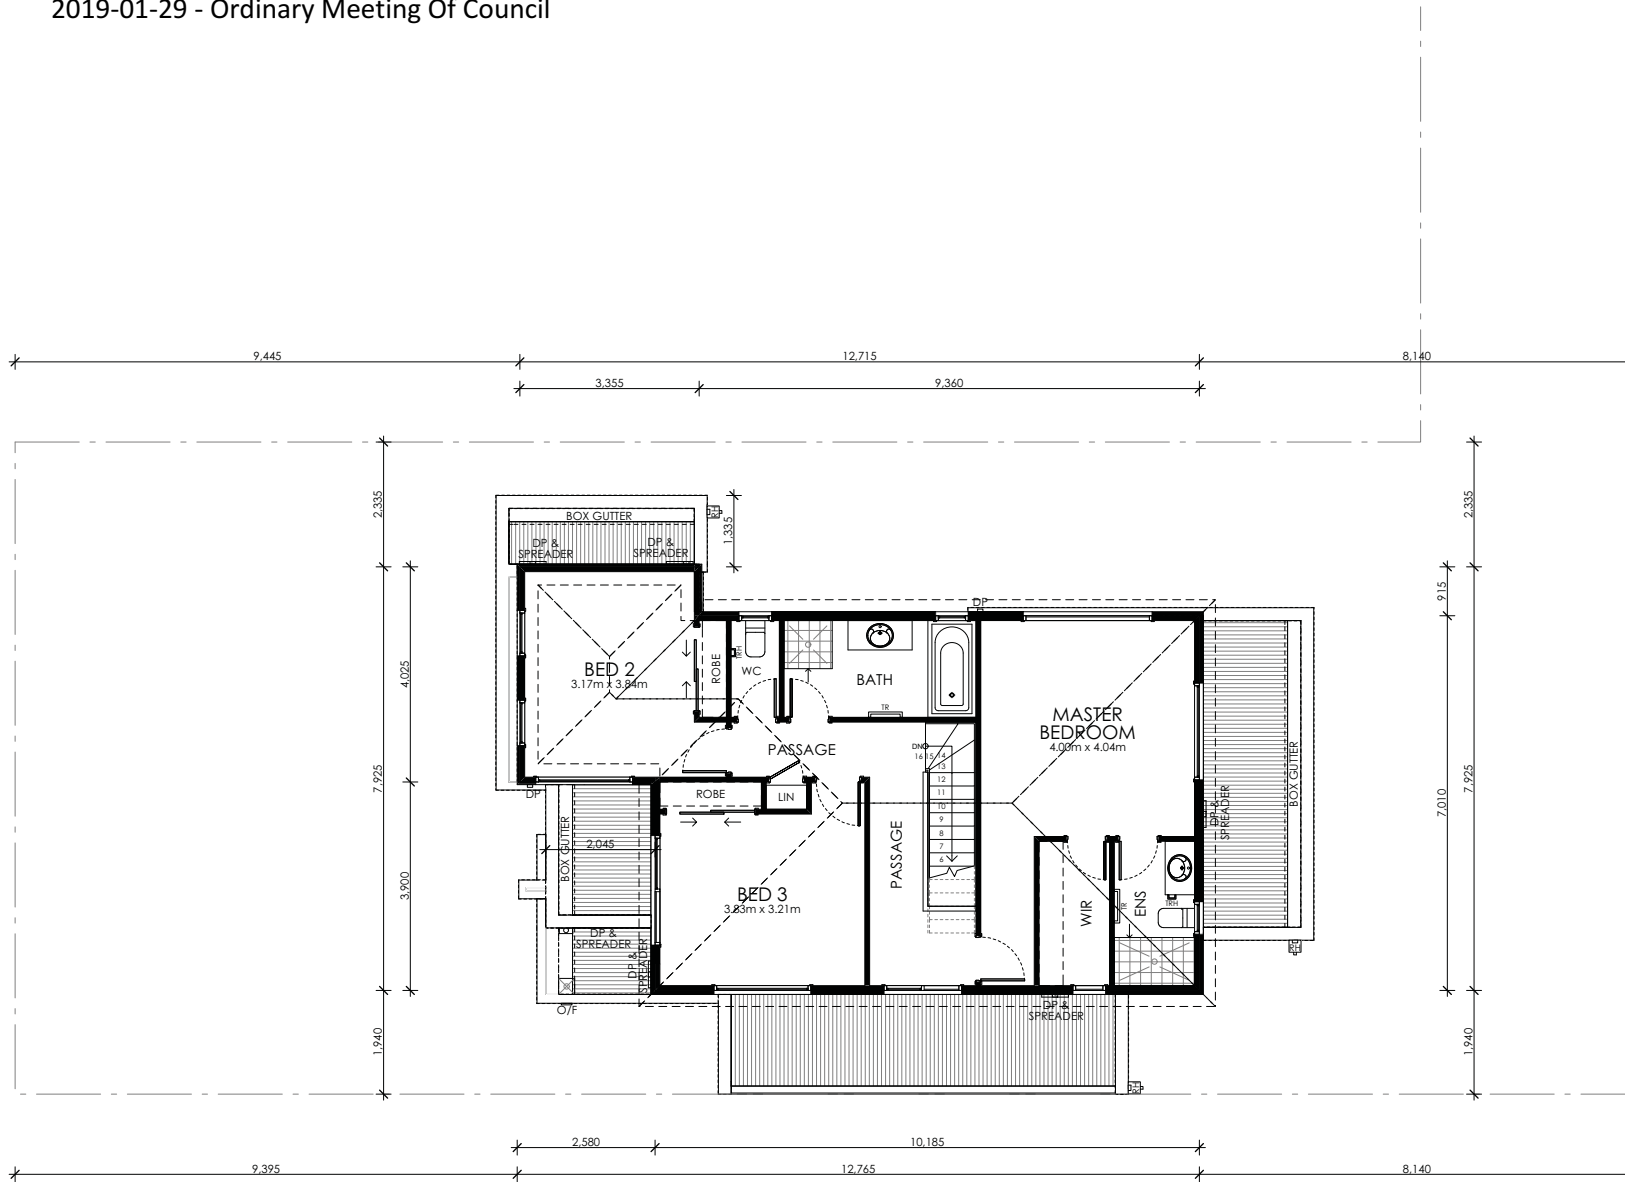 2019-01-29 - Ordinary Meeting Of Council
9,445
12,715
8,140
3,355
9,360
2,335
2,335
BOX GUTTER
RH
1,335
DP &
SPREADER
DP &
SPREADER
915
DP
TRH
WC
ROBE
BED 2
3.17m x 3.84m
BATH
TR
4,025
MASTER
BEDROOM
4.00m x 4.04m
PASSAGE
DN
16
15
14
13
12
11
10
9
8
7
6
7,925
7,925
7,010
BOX GUTTER
DP &
SPREADER
DP
ROBE
LIN
BOX GUTTER
2,045
PASSAGE
BED 3
3.83m x 3.21m
3,900
WIR
TR
ENS
TRH
DP &
SPREADER
DP &
SPREADER
RH
O/F
DP &
SPREADER
1,940
1,940
RH
2,580
10,185
9,395
12,765
8,140